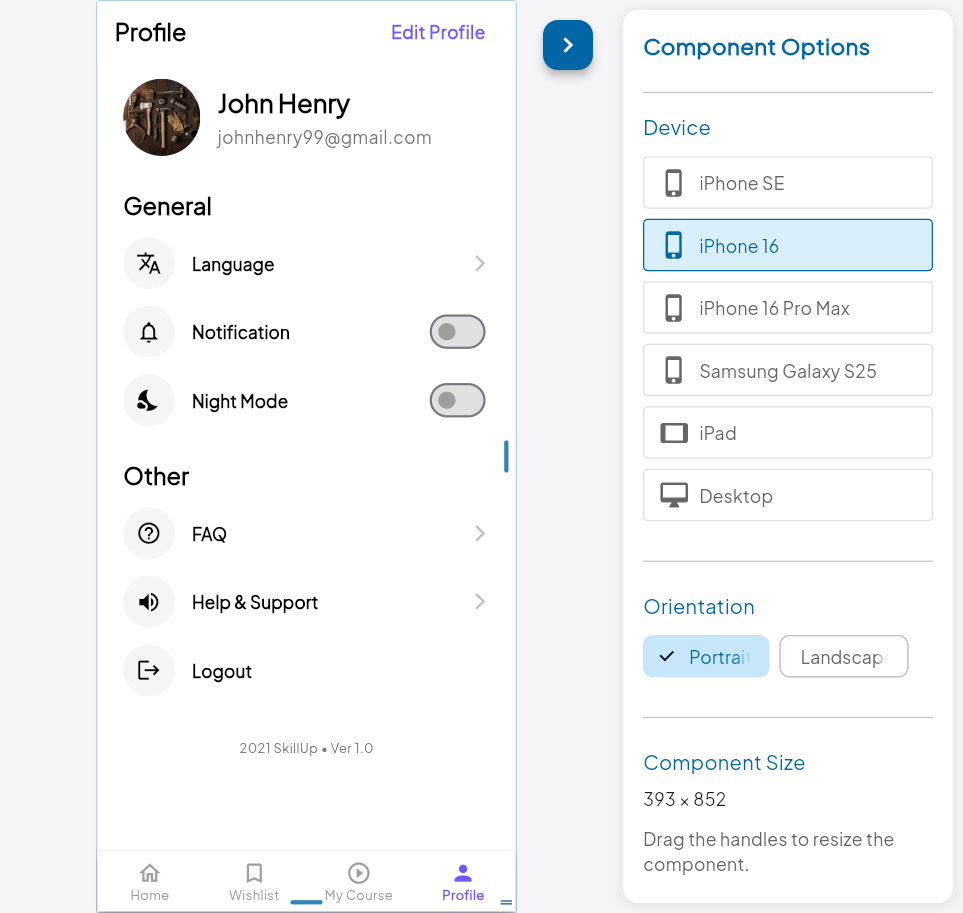 Profile
Edit Profile
John Henry
johnhenry99@gmail.com
General
Language
Notification
Night Mode
Other
FAQ
Help & Support
Logout
2021 SkillUp • Ver 1.0
Home
Wishlist
My Course
Profile
Component Options
Device
iPhone SE
iPhone 16
iPhone 16 Pro Max
Samsung Galaxy S25
iPad
Desktop
Orientation
Portrai
Landscap
Component Size
393 × 852
Drag the handles to resize the
component.